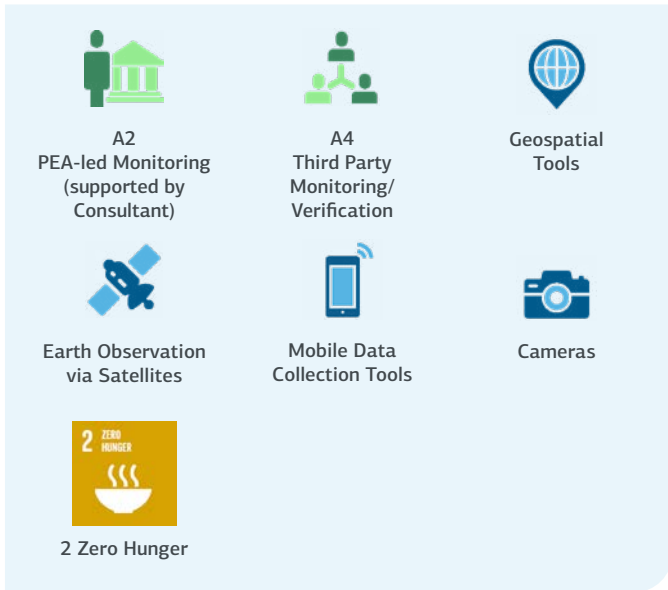 A2
PEA-led Monitoring
(supported by
Consultant)
A4
Third Party
Monitoring/
Verification
Geospatial
Tools
Earth Observation
via Satellites
Mobile Data
Collection Tools
Cameras
2 ZERO
HUNGER
2 Zero Hunger